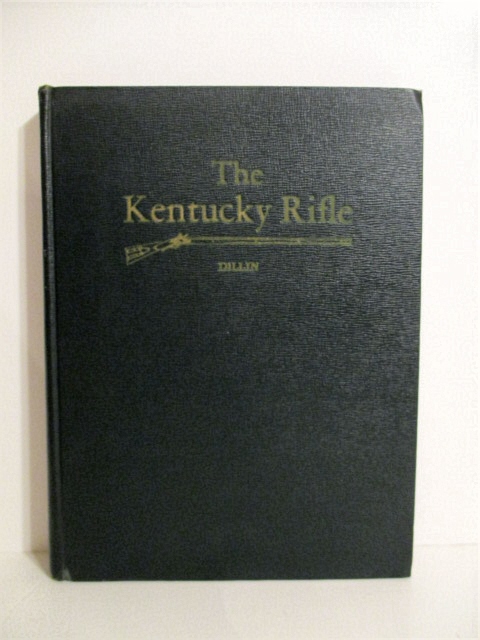 The
Kentucky Rifle
DILLIN